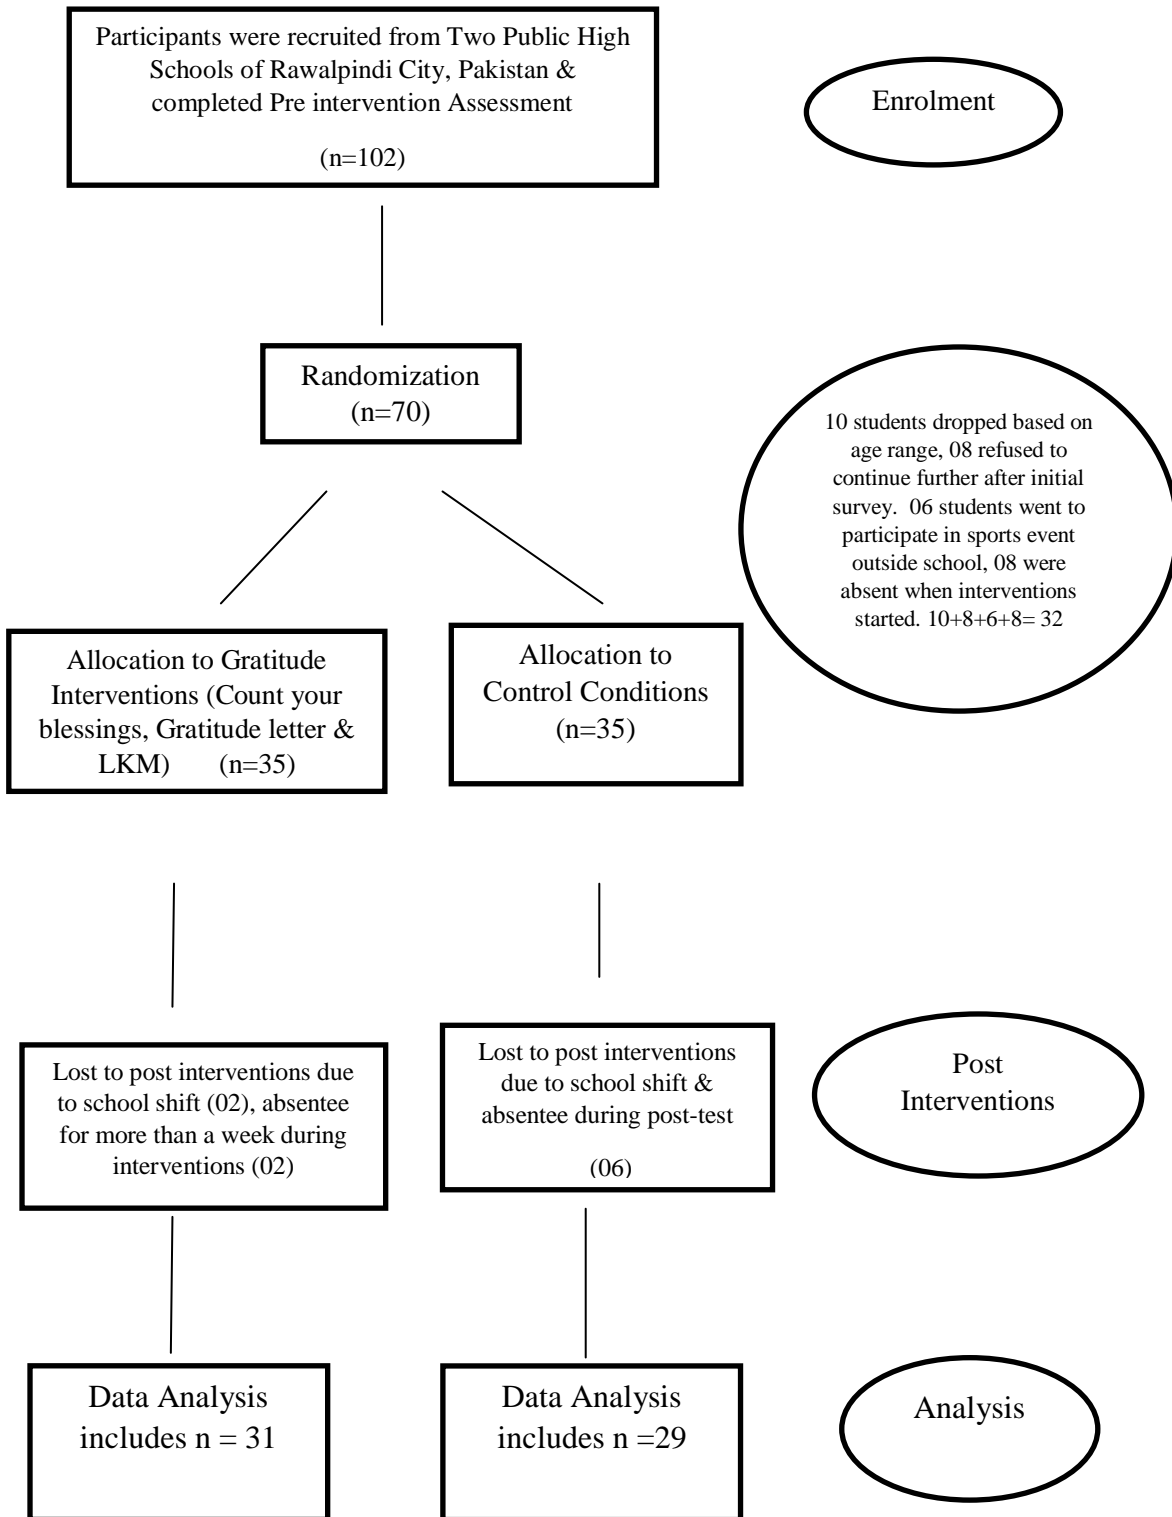 Participants were recruited from Two Public High
Schools of Rawalpindi City, Pakistan &
completed Pre intervention Assessment
(n=102)
Enrolment
Randomization
(n=70)
10 students dropped based on
age range, 08 refused to
continue further after initial
survey. 06 students went to
participate in sports event
outside school, 08 were
absent when interventions
started. 10+8+6+8= 32
Allocation to Gratitude
Interventions (Count your
blessings, Gratitude letter &
LKM) (n=35)
Allocation to
Control Conditions
(n=35)
Lost to post interventions due
to school shift (02), absentee
for more than a week during
interventions (02)
Lost to post interventions
due to school shift &
absentee during post-test
(06)
Post
Interventions
Data Analysis
includes n = 31
Data Analysis
includes n =29
Analysis